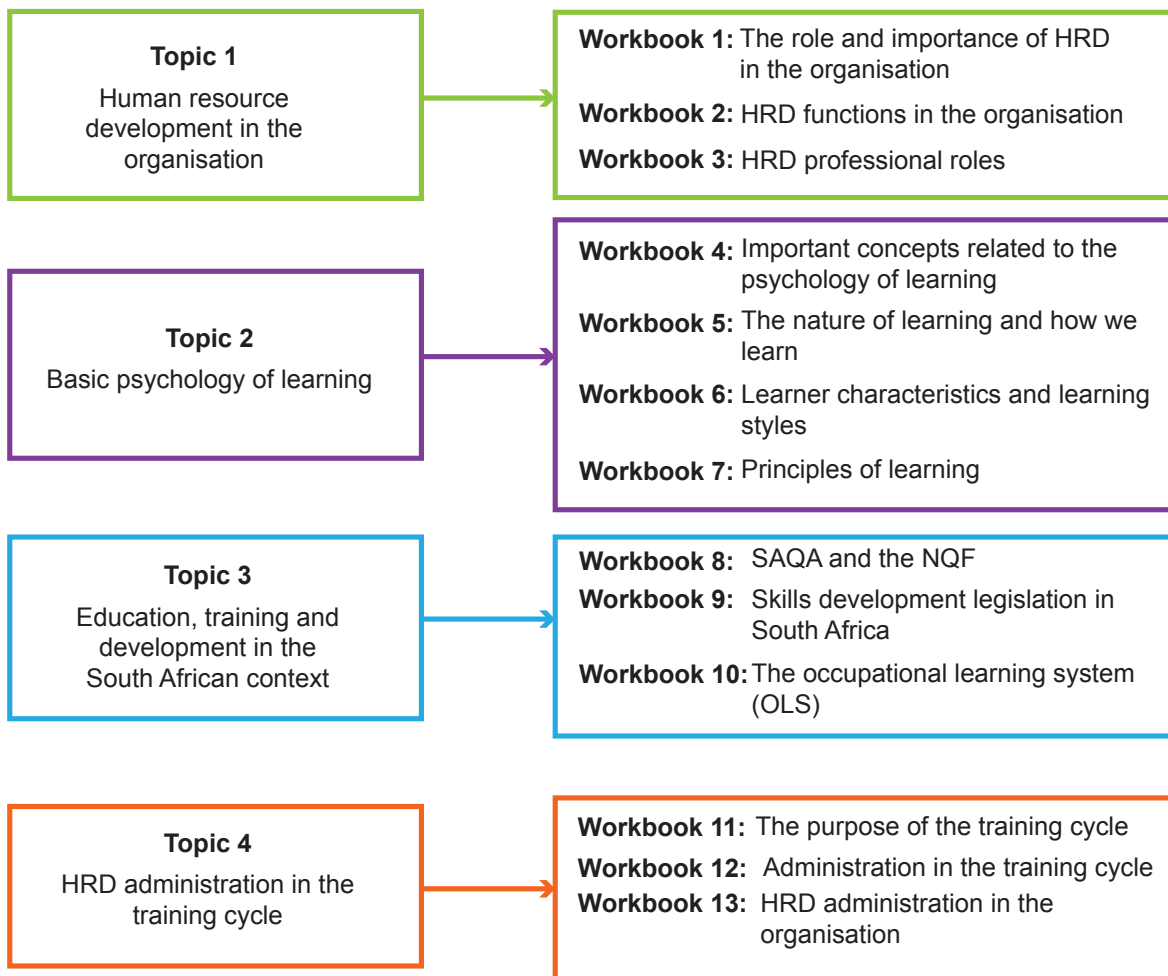 Topic 1
Human resource
development in the
organisation
Workbook 1: The role and importance of HRD
in the organisation
Workbook 2: HRD functions in the organisation
Workbook 3: HRD professional roles
Topic 2
Basic psychology of learning
Workbook 4: Important concepts related to the
psychology of learning
Workbook 5: The nature of learning and how we
learn
Workbook 6: Learner characteristics and learning
styles
Workbook 7: Principles of learning
Topic 3
Education, training and
development in the
South African context
Workbook 8: SAQA and the NQF
Workbook 9: Skills development legislation in
South Africa
Workbook 10: The occupational learning system
(OLS)
Topic 4
HRD administration in the
training cycle
Workbook 11: The purpose of the training cycle
Workbook 12: Administration in the training cycle
Workbook 13: HRD administration in the
organisation